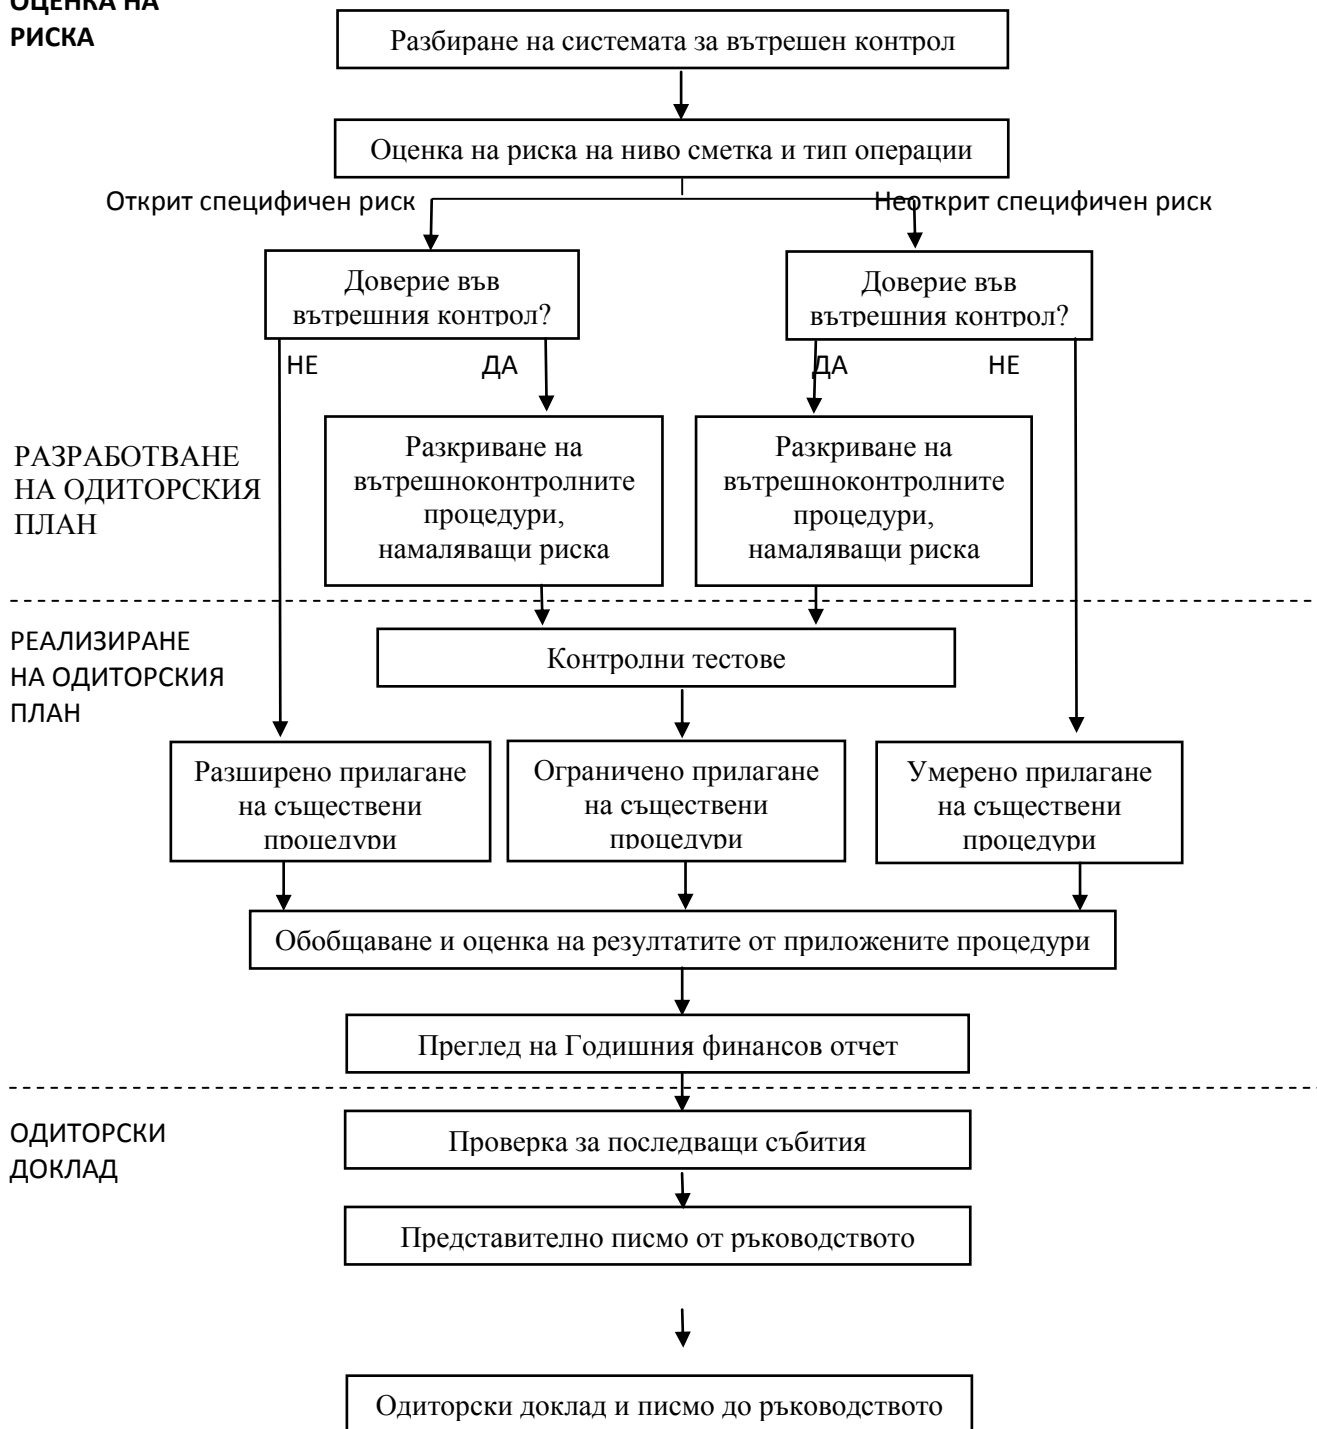 ОЦЕНКА НА
РИСКА
Разбиране на системата за вътрешен контрол
Оценка на риска на ниво сметка и тип операции
Открит специфичен риск
Неоткрит специфичен риск
Доверие във
вътрешния контрол?
Доверие във
вътрешния контрол?
НЕ
ДА
ДА
НЕ
РАЗРАБОТВАНЕ
НА ОДИТОРСКИЯ
ПЛАН
Разкриване на
вътрешноконтролните
процедури,
намаляващи риска
Разкриване на
вътрешноконтролните
процедури,
намаляващи риска
РЕАЛИЗИРАНЕ
НА ОДИТОРСКИЯ
ПЛАН
Контролни тестове
Разширено прилагане
на съществени
процедури
Ограничено прилагане
на съществени
процедури
Умерено прилагане
на съществени
процедури
Обобщаване и оценка на резултатите от приложените процедури
Преглед на Годишния финансов отчет
ОДИТОРСКИ
ДОКЛАД
Проверка за последващи събития
Представително писмо от ръководството
Одиторски доклад и писмо до ръководството